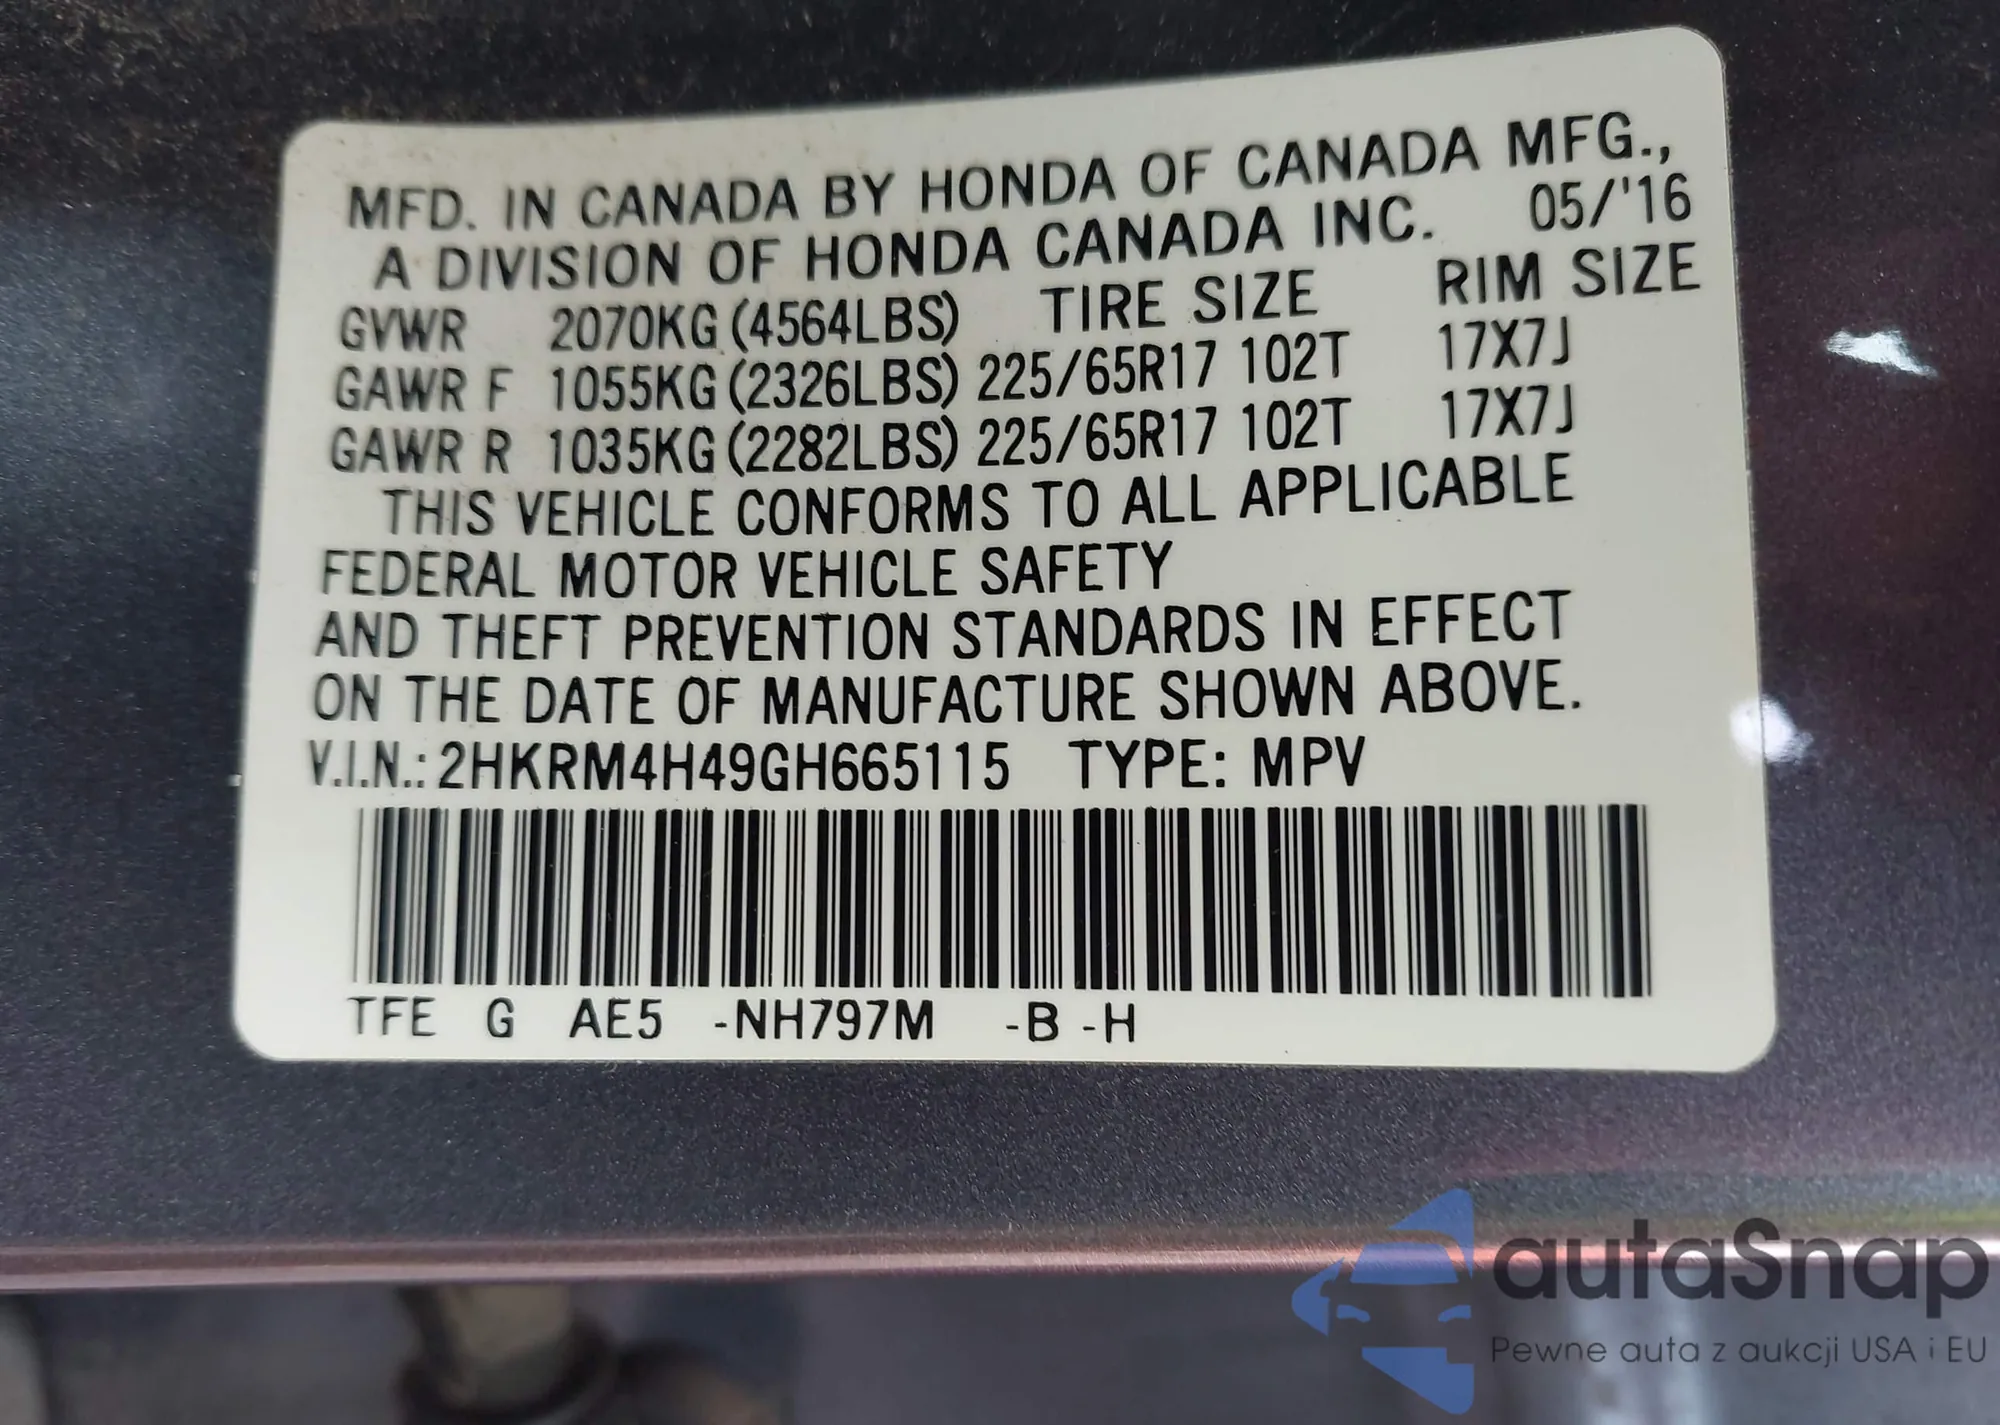 MFD. IN CANADA BY HONDA OF CANADA MFG.,
A DIVISION OF HONDA CANADA INC. 05/'16
GVWR 2070KG (4564LBS) TIRE SIZE RIM SIZE
GAWR F 1055KG (2326LBS) 225/65R17 102T 17X7J
GAWR R 1035KG (2282LBS) 225/65R17 102T 17X7J
THIS VEHICLE CONFORMS TO ALL APPLICABLE
FEDERAL MOTOR VEHICLE SAFETY
AND THEFT PREVENTION STANDARDS IN EFFECT
ON THE DATE OF MANUFACTURE SHOWN ABOVE.
V.I.N.: 2HKRM4H49GH665115 TYPE: MPV
TFE G AE5 -NH797M -B -H
autaSnap
Pewne auta z aukcji USA i EU